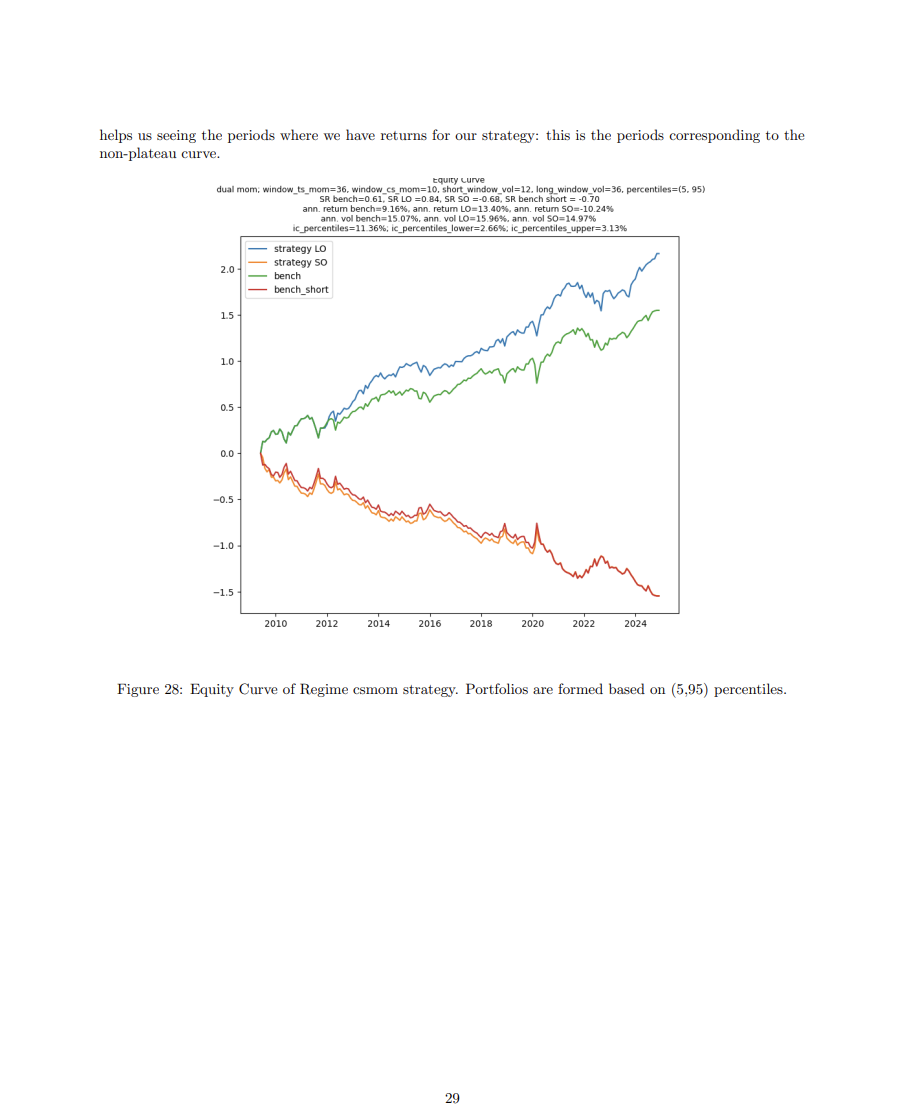 helps us seeing the periods where we have returns for our strategy: this is the periods corresponding to the
non-plateau curve.
Equity Curve
dual mom; window_ts_mom=36, window_cs_mom=10, short_window_vol=12, long_window_vol=36, percentiles=(5, 95)
SR bench=0.61, SR LO =0.84, SR SO =-0.68, SR bench short = -0.70
ann. return bench=9.16%, ann. return LO=13.40%, ann. return SO=-10.24%
ann. vol bench=15.07%, ann. vol LO=15.96%, ann. vol SO=14.97%
ic_percentiles=11.36%; ic_percentiles_lower=2.66%; ic_percentiles_upper=3.13%
strategy LO
strategy SO
bench
bench_short
2.0
1.5
1.0
0.5
0.0
−0.5
−1.0
−1.5
2010 2012 2014 2016 2018 2020 2022 2024
Figure 28: Equity Curve of Regime csmom strategy. Portfolios are formed based on (5,95) percentiles.
29